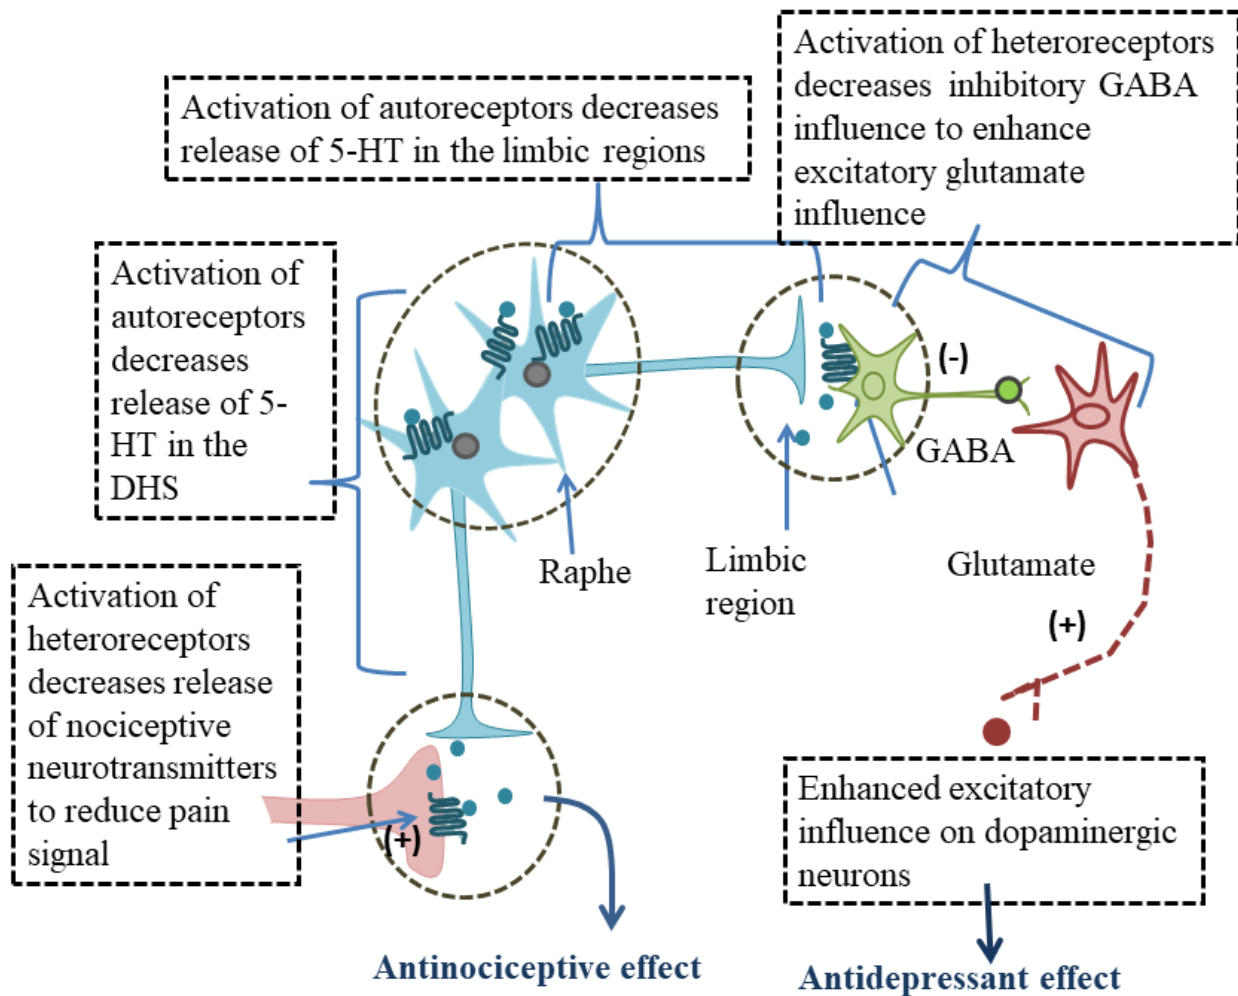 Activation of autoreceptors decreases
release of 5-HT in the limbic regions
Activation of heteroreceptors
decreases inhibitory GABA
influence to enhance
excitatory glutamate
influence
Activation of
autoreceptors
decreases
release of 5-
HT in the
DHS
(-)
GABA
Raphe
Limbic
region
Glutamate
(+)
Activation of
heteroreceptors
decreases release
of nociceptive
neurotransmitters
to reduce pain
signal
(+)
Enhanced excitatory
influence on dopaminergic
neurons
Antinociceptive effect
Antidepressant effect